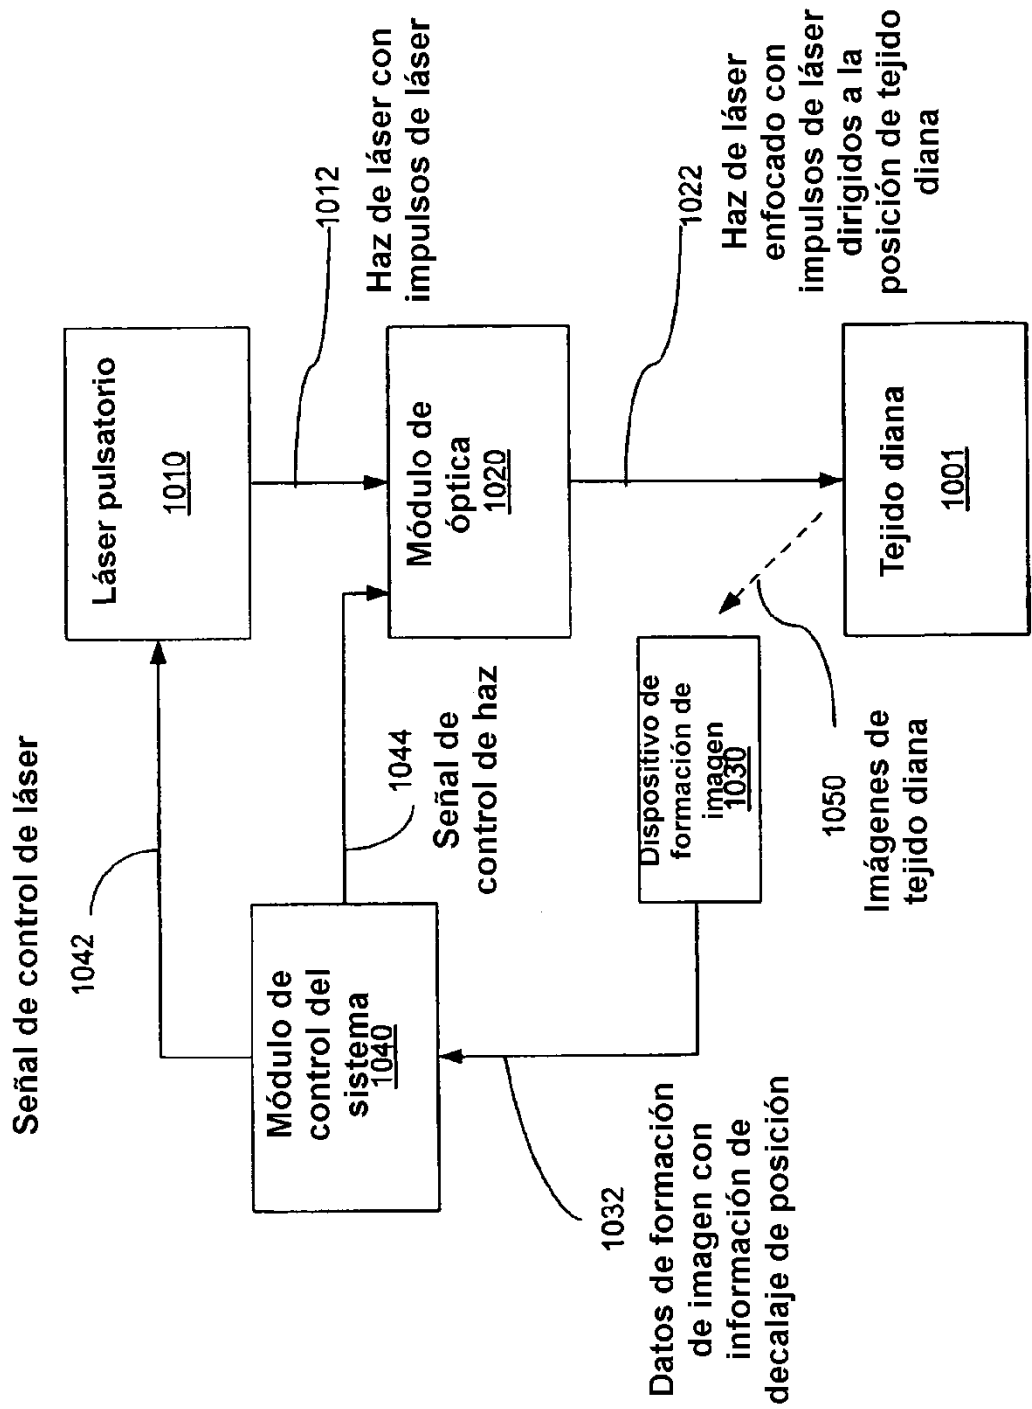 Señal de control de láser
1042
Láser pulsatorio
1010
1012
Haz de láser con
impulsos de láser
Módulo de
control del
sistema
1040
1044
Señal de
control de haz
Módulo de
óptica
1020
1022
Haz de láser
enfocado con
impulsos de láser
dirigidos a la
posición de tejido
diana
1032
Datos de formación
de imagen con
información de
decalaje de posición
Dispositivo de
formación de
imagen
1030
1050
Imágenes de
tejido diana
Tejido diana
1001